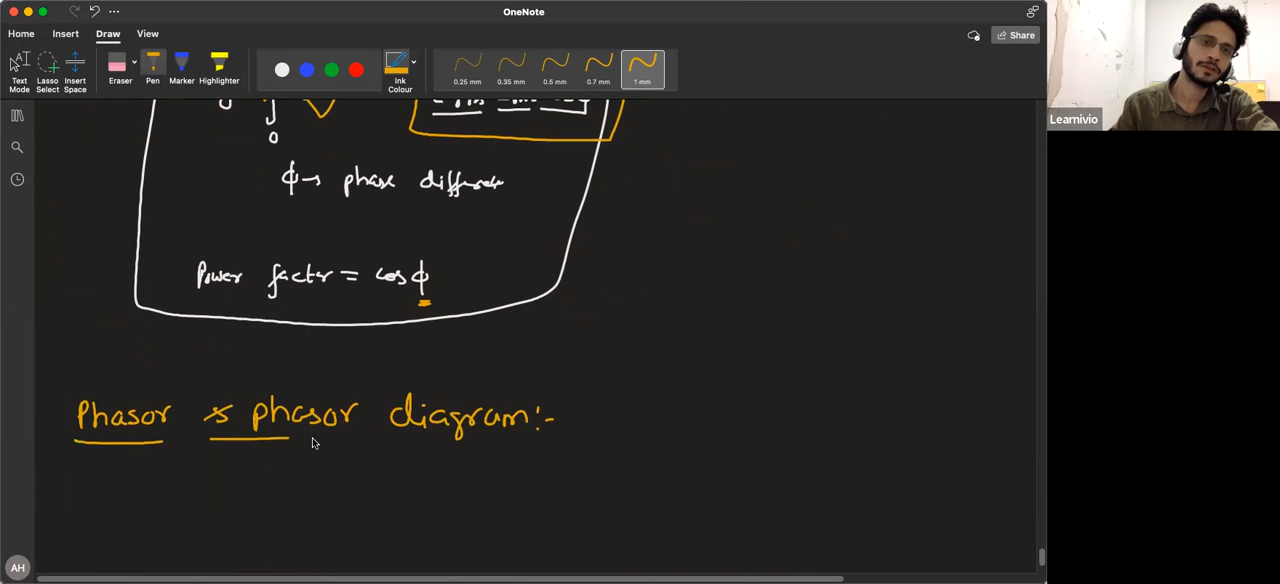 OneNote
Home Insert Draw View
Share
Text Mode
Lasso Select
Insert Space
Eraser
Pen
Marker
Highlighter
Ink Colour
0.25 mm
0.35 mm
0.5 mm
0.7 mm
1 mm
Learnivio
0
ϕ → phase difference
Power factor = cos ϕ
Phasor & phasor diagram:-
AH